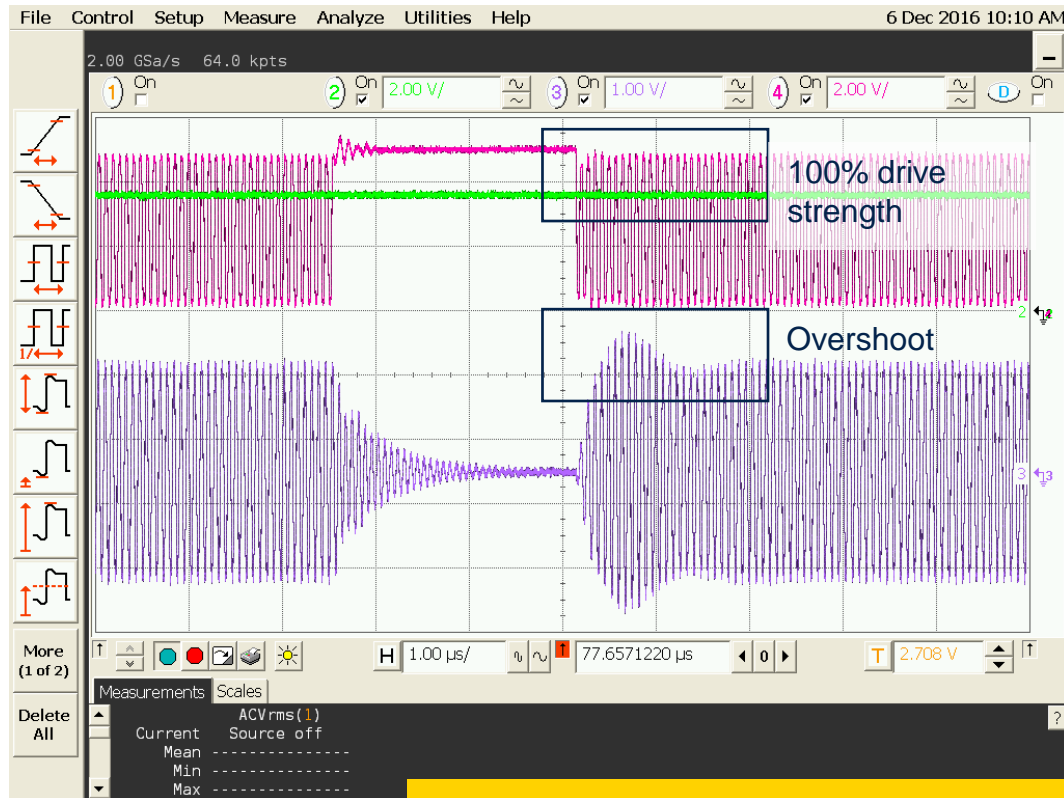 File Control Setup Measure Analyze Utilities Help 6 Dec 2016 10:10 AM
2.00 GSa/s 64.0 kpts
1 On 2 On 2.00 V/ 3 On 1.00 V/ 4 On 2.00 V/ D On
100% drive
strength
2
Overshoot
3 3
1/
More
(1 of 2)
Delete
All
H 1.00 µs/ 77.6571220 µs 0 T 2.708 V
Measurements Scales
ACVrms(1) ?
Current Source off
Mean ---------------
Min ---------------
Max ---------------